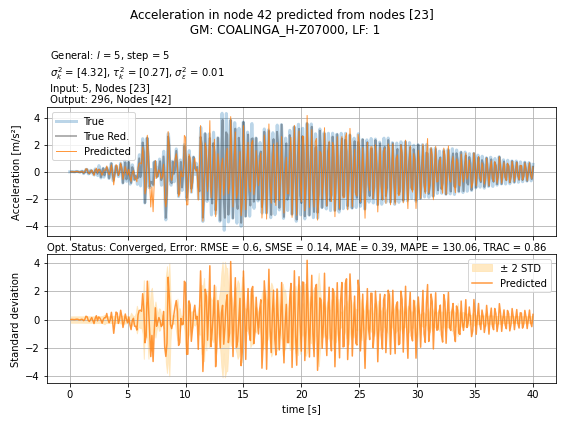 Acceleration in node 42 predicted from nodes [23]
GM: COALINGA_H-Z07000, LF: 1
General: l = 5, step = 5
σ²ₖ = [4.32], τ²ₖ = [0.27], σ²ε = 0.01
Input: 5, Nodes [23]
Output: 296, Nodes [42]
Acceleration [m/s²]
4
2
0
−2
−4
True
True Red.
Predicted
Opt. Status: Converged, Error: RMSE = 0.6, SMSE = 0.14, MAE = 0.39, MAPE = 130.06, TRAC = 0.86
Standard deviation
4
2
0
−2
−4
± 2 STD
Predicted
0 5 10 15 20 25 30 35 40
time [s]